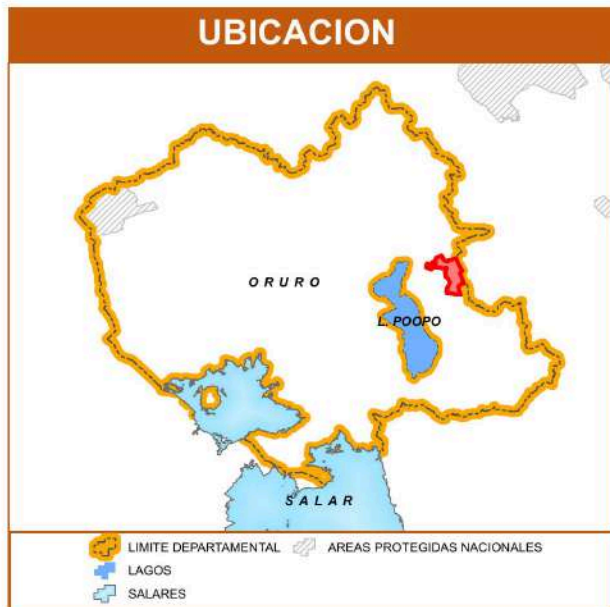 UBICACION
ORURO
L. POOPO
SALAR
LIMITE DEPARTAMENTAL
AREAS PROTEGIDAS NACIONALES
LAGOS
SALARES